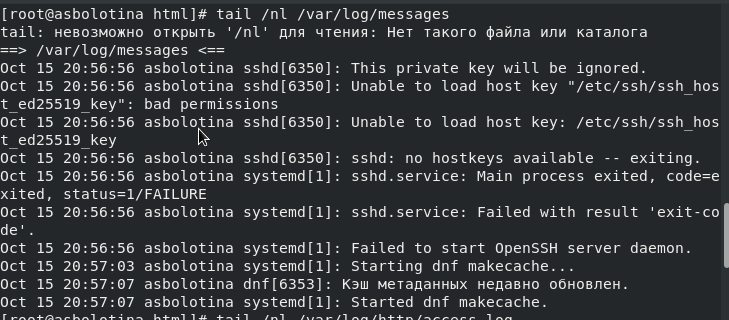 [root@asbolotina html]# tail /nl /var/log/messages
tail: невозможно открыть '/nl' для чтения: Нет такого файла или каталога
==> /var/log/messages <==
Oct 15 20:56:56 asbolotina sshd[6350]: This private key will be ignored.
Oct 15 20:56:56 asbolotina sshd[6350]: Unable to load host key "/etc/ssh/ssh_hos
t_ed25519_key": bad permissions
Oct 15 20:56:56 asbolotina sshd[6350]: Unable to load host key: /etc/ssh/ssh_hos
t_ed25519_key
Oct 15 20:56:56 asbolotina sshd[6350]: sshd: no hostkeys available -- exiting.
Oct 15 20:56:56 asbolotina systemd[1]: sshd.service: Main process exited, code=e
xited, status=1/FAILURE
Oct 15 20:56:56 asbolotina systemd[1]: sshd.service: Failed with result 'exit-co
de'.
Oct 15 20:56:56 asbolotina systemd[1]: Failed to start OpenSSH server daemon.
Oct 15 20:57:03 asbolotina systemd[1]: Starting dnf makecache...
Oct 15 20:57:07 asbolotina dnf[6353]: Кэш метаданных недавно обновлен.
Oct 15 20:57:07 asbolotina systemd[1]: Started dnf makecache.
[root@asbolotina html]# tail /nl /var/log/http/access_log